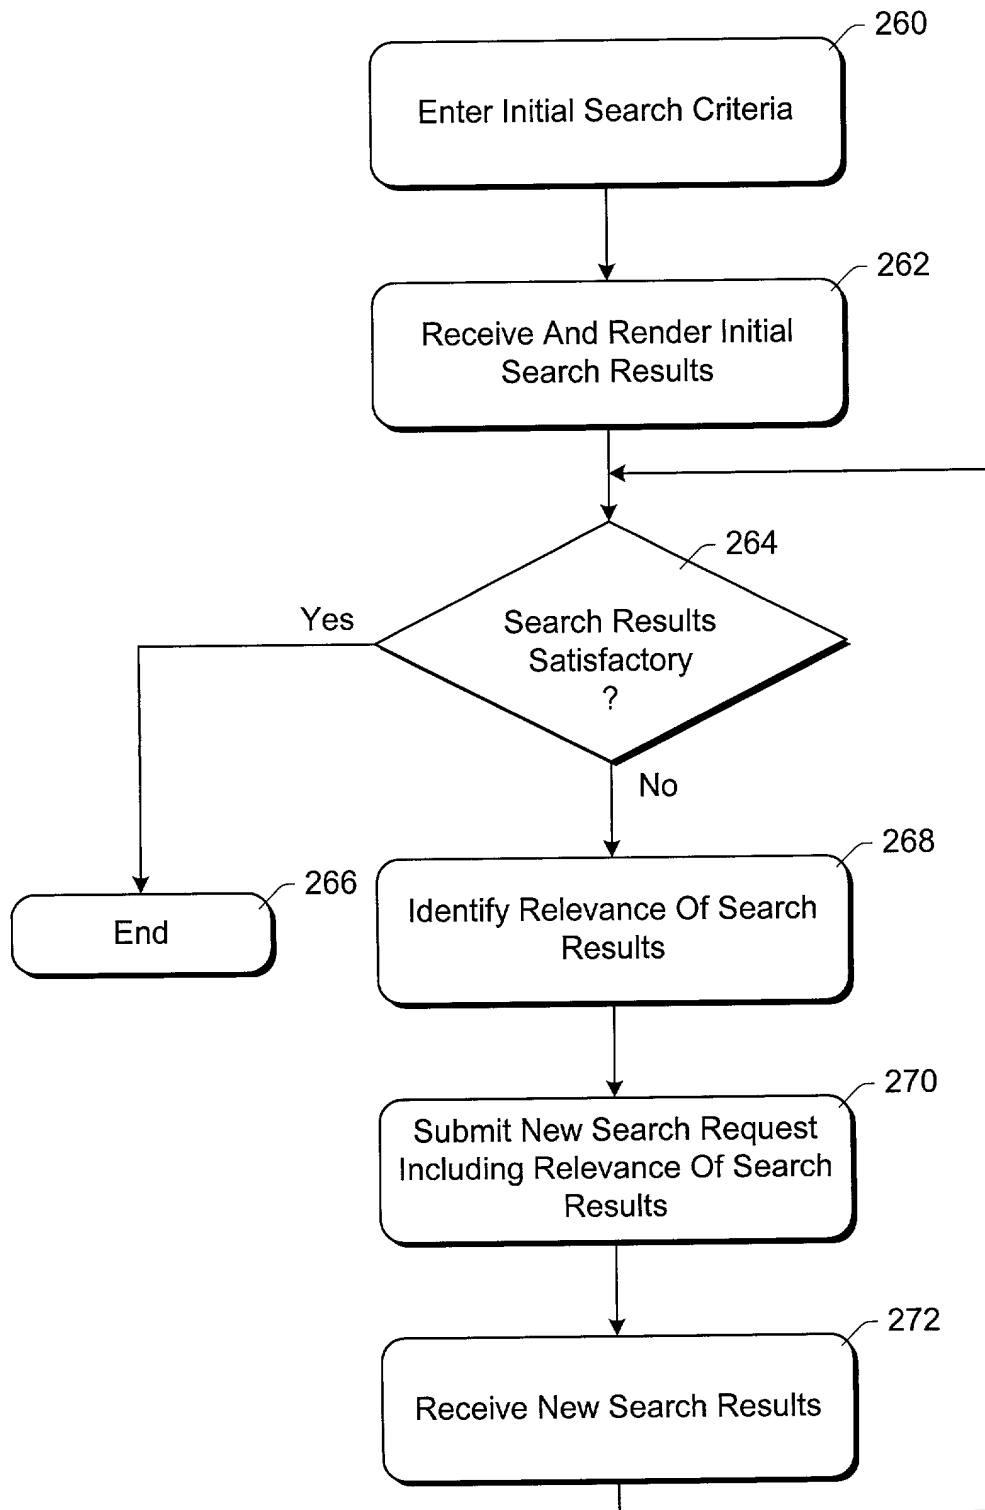 260
Enter Initial Search Criteria
262
Receive And Render Initial
Search Results
264
Yes
Search Results
Satisfactory
?
No
268
266
Identify Relevance Of Search
Results
End
270
Submit New Search Request
Including Relevance Of Search
Results
272
Receive New Search Results